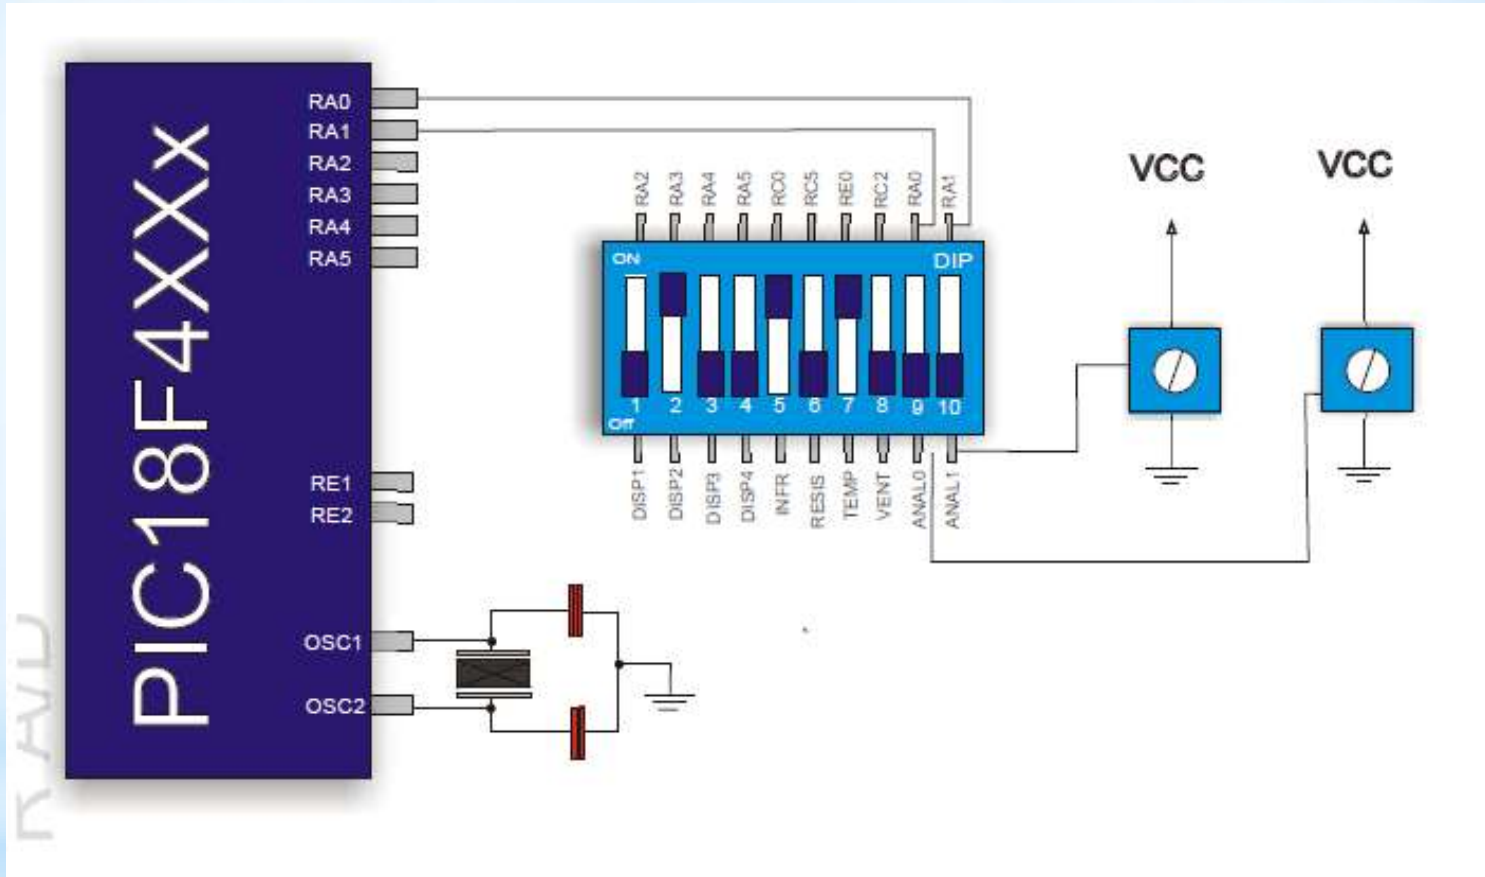 PIC18F4XXx
RA0
RA1
RA2
RA3
RA4
RA5
RE1
RE2
OSC1
OSC2
RA2 RA3 RA4 RA5 RC0 RC5 RE0 RC2 RA0 RA1
ON DIP
1 2 3 4 5 6 7 8 9 10
Off
DISP1 DISP2 DISP3 DISP4 INFR RESIS TEMP VENT ANAL0 ANAL1
VCC VCC